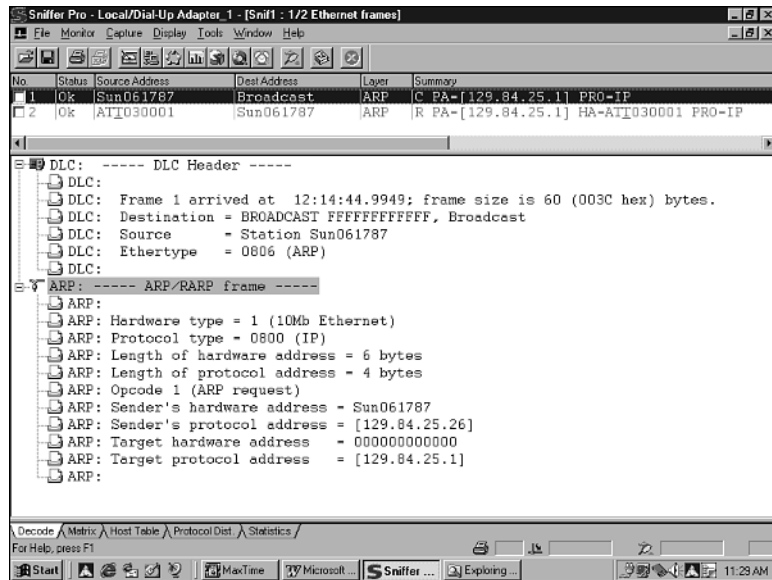 Sniffer Pro - Local/Dial-Up Adapter_1 - [Snif1 : 1/2 Ethernet frames]
File Monitor Capture Display Tools Window Help
No. Status Source Address Dest Address Layer Summary
1 Ok Sun061787 Broadcast ARP C PA-[129.84.25.1] PRO-IP
2 Ok ATT030001 Sun061787 ARP R PA-[129.84.25.1] HA-ATT030001 PRO-IP
DLC: ----- DLC Header -----
DLC:
DLC: Frame 1 arrived at 12:14:44.9949; frame size is 60 (003C hex) bytes.
DLC: Destination = BROADCAST FFFFFFFFFFFF, Broadcast
DLC: Source - Station Sun061787
DLC: Ethertype = 0806 (ARP)
DLC:
ARP: ----- ARP/RARP frame -----
ARP:
ARP: Hardware type = 1 (10Mb Ethernet)
ARP: Protocol type - 0800 (IP)
ARP: Length of hardware address = 6 bytes
ARP: Length of protocol address = 4 bytes
ARP: Opcode 1 (ARP request)
ARP: Sender's hardware address - Sun061787
ARP: Sender's protocol address = [129.84.25.26]
ARP: Target hardware address - 000000000000
ARP: Target protocol address = [129.84.25.1]
ARP:
Decode Matrix Host Table Protocol Dist. Statistics
For Help, press F1
Start MaxTime Microsoft ... Sniffer ... Exploring ... 11:29 AM